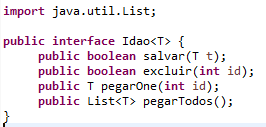 import java.util.List;
public interface Idao<T> {
public boolean salvar(T t);
public boolean excluir(int id);
public T pegarOne(int id);
public List<T> pegarTodos();
}